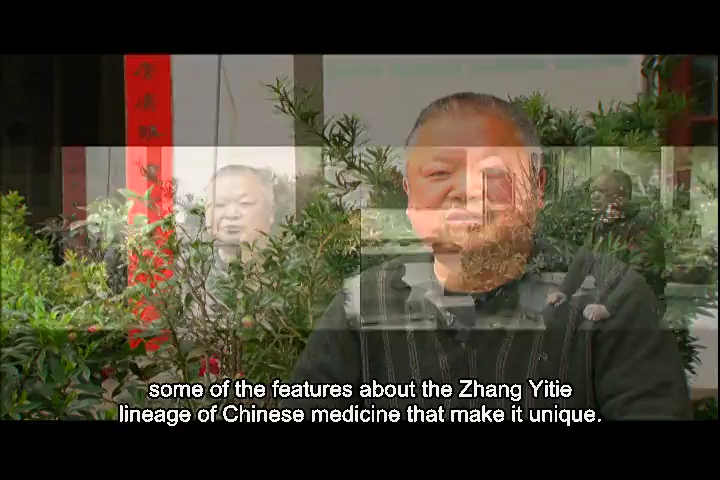 some of the features about the Zhang Yitie
lineage of Chinese medicine that make it unique.